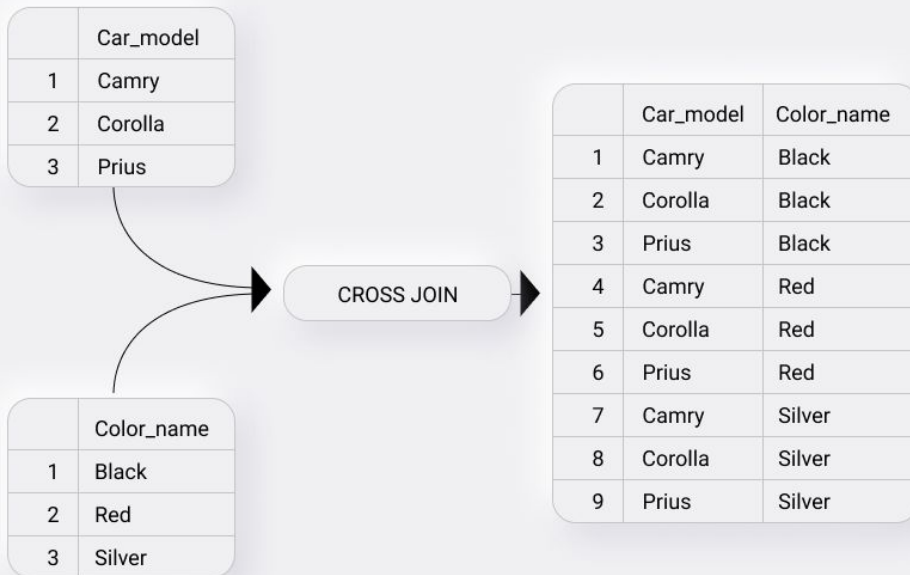 Car_model
1 Camry
2 Corolla
3 Prius
Color_name
1 Black
2 Red
3 Silver
CROSS JOIN
Car_model Color_name
1 Camry Black
2 Corolla Black
3 Prius Black
4 Camry Red
5 Corolla Red
6 Prius Red
7 Camry Silver
8 Corolla Silver
9 Prius Silver